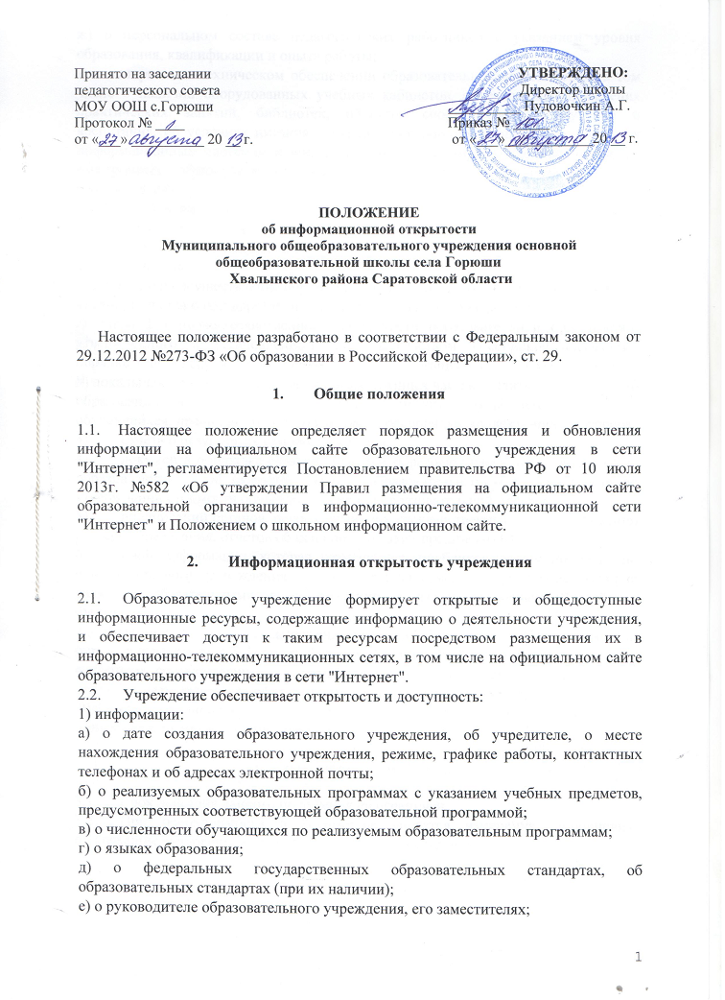 Принято на заседании УТВЕРЖДЕНО:
педагогического совета Директор школы
МОУ ООШ с.Горюши Пудовочкин А.Г.
Протокол № 1 Приказ № 101
от «27» августа 2013г. от «27» августа 2013 г.
ПОЛОЖЕНИЕ
об информационной открытости
Муниципального общеобразовательного учреждения основной
общеобразовательной школы села Горюши
Хвалынского района Саратовской области
Настоящее положение разработано в соответствии с Федеральным законом от
29.12.2012 №273-ФЗ «Об образовании в Российской Федерации», ст. 29.
1. Общие положения
1.1. Настоящее положение определяет порядок размещения и обновления
информации на официальном сайте образовательного учреждения в сети
"Интернет", регламентируется Постановлением правительства РФ от 10 июля
2013г. №582 «Об утверждении Правил размещения на официальном сайте
образовательной организации в информационно-телекоммуникационной сети
"Интернет" и Положением о школьном информационном сайте.
2. Информационная открытость учреждения
2.1. Образовательное учреждение формирует открытые и общедоступные
информационные ресурсы, содержащие информацию о деятельности учреждения,
и обеспечивает доступ к таким ресурсам посредством размещения их в
информационно-телекоммуникационных сетях, в том числе на официальном сайте
образовательного учреждения в сети "Интернет".
2.2. Учреждение обеспечивает открытость и доступность:
1) информации:
а) о дате создания образовательного учреждения, об учредителе, о месте
нахождения образовательного учреждения, режиме, графике работы, контактных
телефонах и об адресах электронной почты;
б) о реализуемых образовательных программах с указанием учебных предметов,
предусмотренных соответствующей образовательной программой;
в) о численности обучающихся по реализуемым образовательным программам;
г) о языках образования;
д) о федеральных государственных образовательных стандартах, об
образовательных стандартах (при их наличии);
е) о руководителе образовательного учреждения, его заместителях;
1